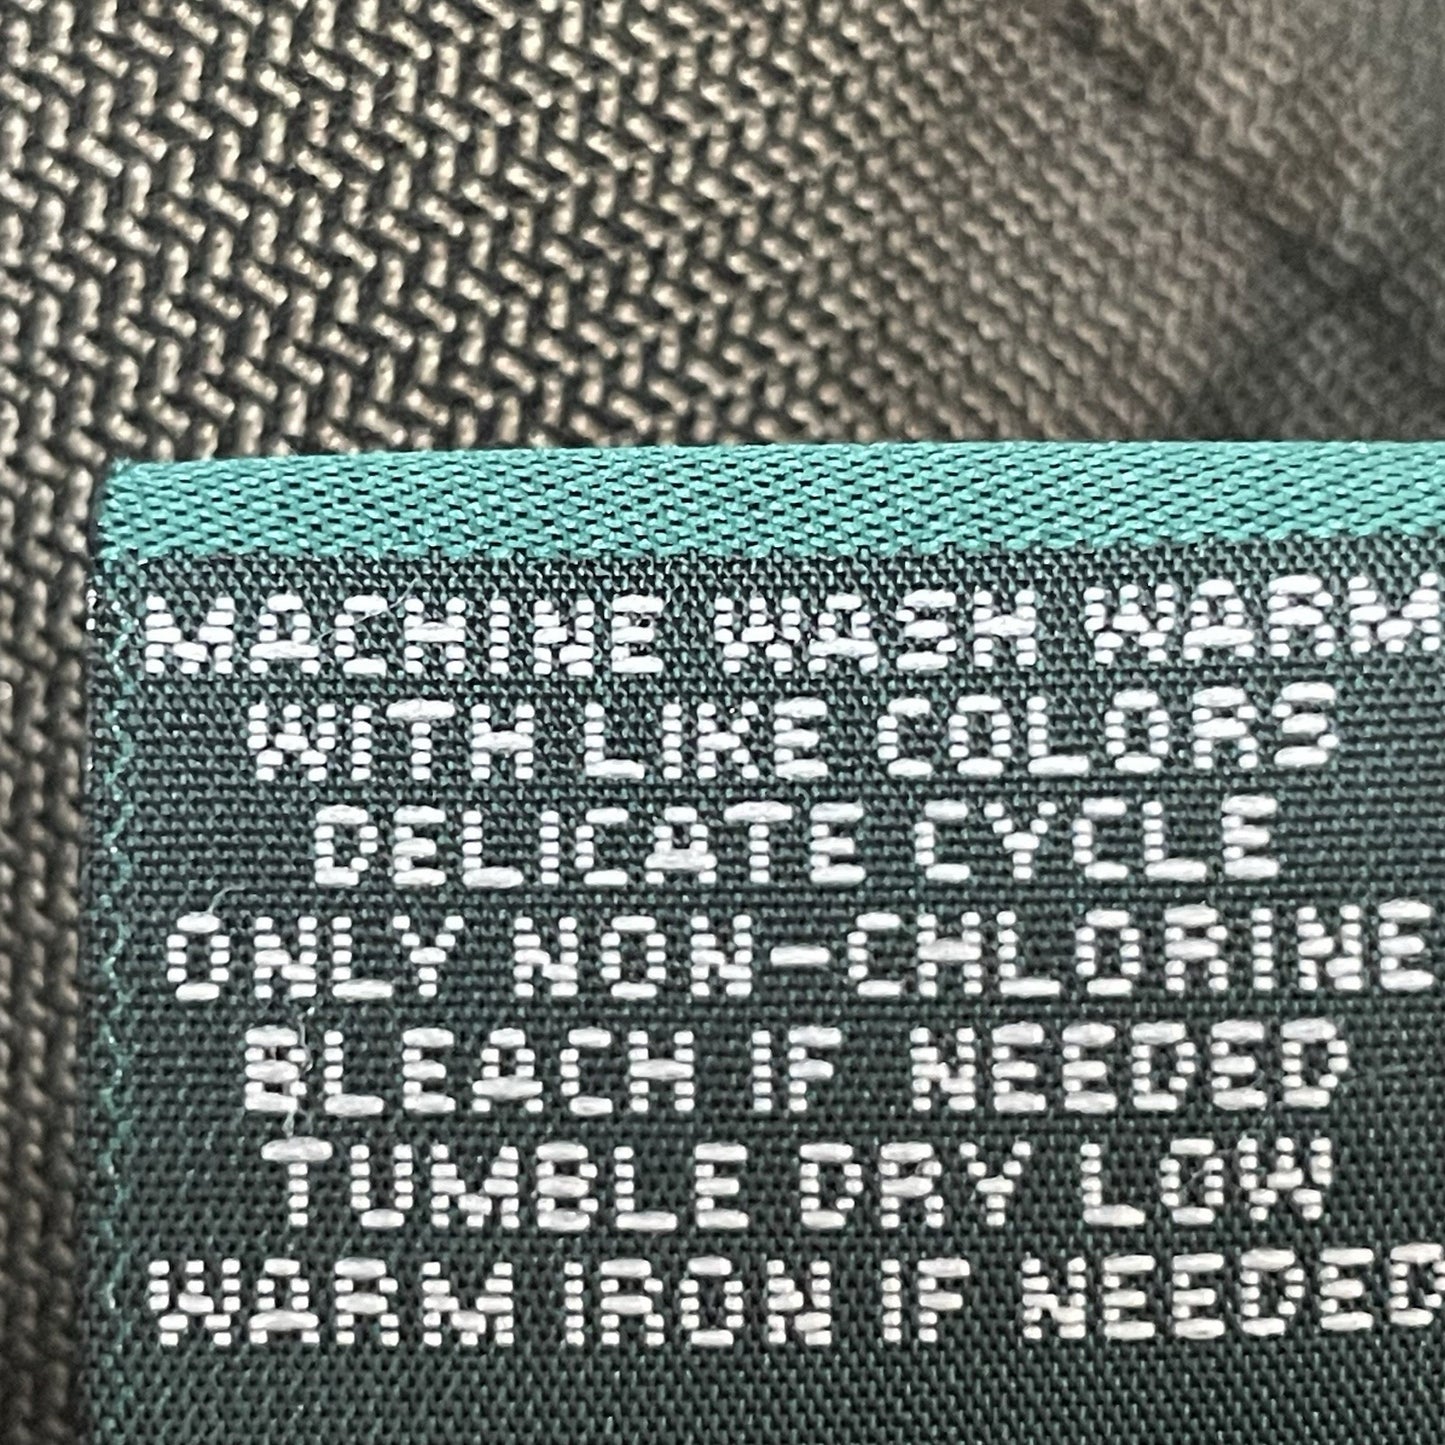 MACHINE WASH WARM
WITH LIKE COLORS
DELICATE CYCLE
ONLY NON-CHLORINE
BLEACH IF NEEDED
TUMBLE DRY LOW
WARM IRON IF NEEDED